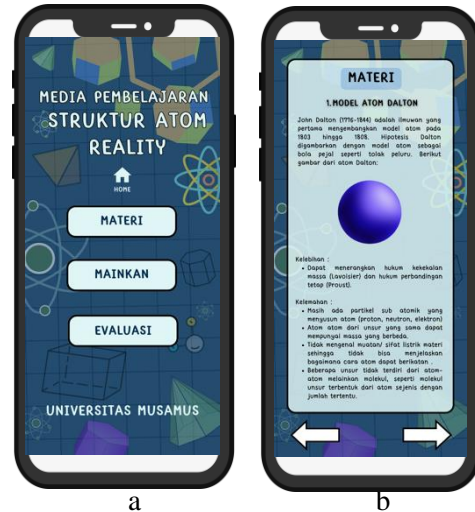 MEDIA PEMBELAJARAN
STRUKTUR ATOM
REALITY
HOME
MATERI
MAINKAN
EVALUASI
UNIVERSITAS MUSAMUS
a
MATERI
1.MODEL ATOM DALTON
John Dalton (1776-1844) adalah ilmuwan yang
pertama mengembangkan model atom pada
1803 hingga 1808. Hipotesis Dalton
digambarkan dengan model atom sebagai
bola pejal seperti tolak peluru. Berikut
gambar dari atom Dalton:
Kelebihan :
• Dapat menerangkan hukum kekekalan
massa (Lavoisier) dan hukum perbandingan
tetap (Proust).
Kelemahan :
• Masih ada partikel sub atomik yang
menyusun atom (proton, neutron, elektron)
• Atom atom dari unsur yang sama dapat
mempunyai massa yang berbeda.
• Tidak mengenal muatan/ sifat listrik materi
sehingga tidak bisa menjelaskan
bagaimana cara atom dapat berikatan .
• Beberapa unsur tidak terdiri dari atom-
atom melainkan molekul, seperti molekul
unsur terbentuk dari atom sejenis dengan
jumlah tertentu.
b